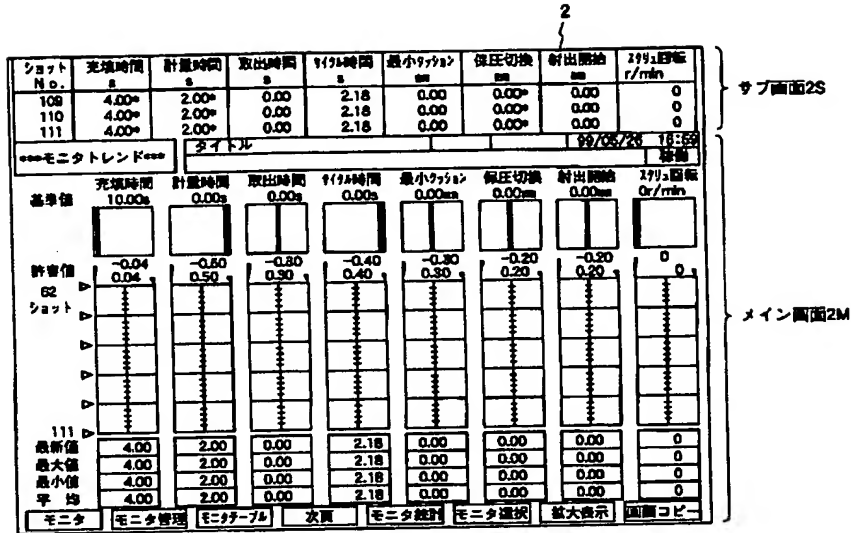 2
ショット 充填時間 計量時間 取出時間 サイクル時間 最小クッション 保圧切換 射出開始 スクリュ回転
No. s s s s mm mm mm r/min
109 4.00* 2.00* 0.00 2.18 0.00 0.00* 0.00 0
110 4.00* 2.00* 0.00 2.18 0.00 0.00* 0.00 0
111 4.00* 2.00* 0.00 2.18 0.00 0.00* 0.00 0
サブ画面2S
***モニタトレンド*** タイトル 16:59
稼働
充填時間 計量時間 取出時間 サイクル時間 最小クッション 保圧切換 射出開始 スクリュ回転
基準値 10.00s 0.00s 0.00s 0.00s 0.00mm 0.00mm 0.00mm 0r/min
許容値 -0.04 -0.40 -0.20 -0.20 0
0.04 0.50 0.40 0.30 0.20 0.20 0
62
ショット
メイン画面2M
111
最新値 4.00 2.00 0.00 2.18 0.00 0.00 0.00 0
最大値 4.00 2.00 0.00 2.18 0.00 0.00 0.00 0
最小値 4.00 2.00 0.00 2.18 0.00 0.00 0.00 0
平 均 4.00 2.00 0.00 2.18 0.00 0.00 0.00 0
モニタ モニタ管理 モニタテーブル 次頁 モニタ統計 モニタ選択 拡大表示 画面コピー